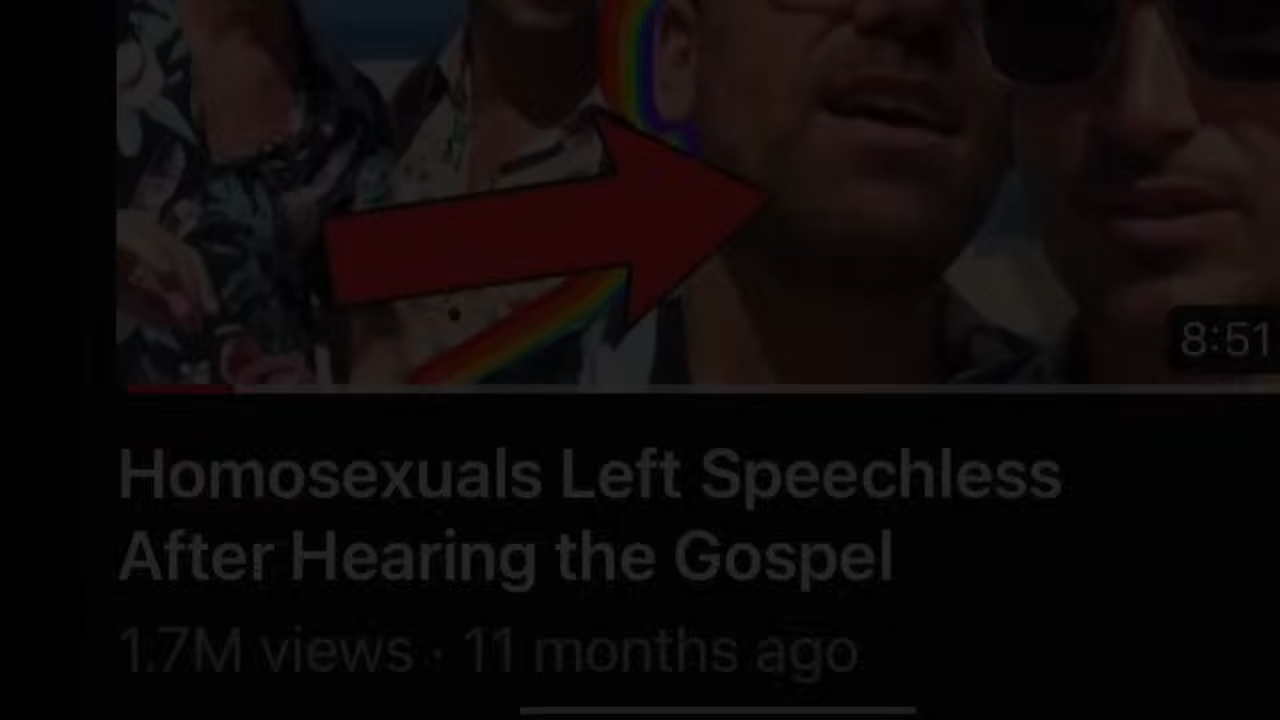 8:51
Homosexuals Left Speechless
After Hearing the Gospel
1.7M views · 11 months ago